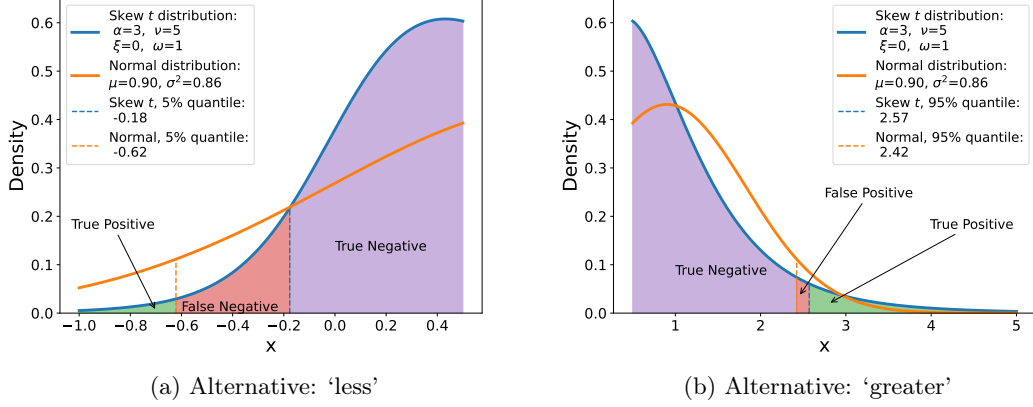 Density
0.6
0.5
0.4
0.3
0.2
0.1
0.0
Skew t distribution:
α=3, ν=5
ξ=0, ω=1
Normal distribution:
μ=0.90, σ²=0.86
Skew t, 5% quantile:
-0.18
Normal, 5% quantile:
-0.62
True Positive
True Negative
False Negative
−1.0 −0.8 −0.6 −0.4 −0.2 0.0 0.2 0.4
x
(a) Alternative: ‘less’
Density
0.6
0.5
0.4
0.3
0.2
0.1
0.0
Skew t distribution:
α=3, ν=5
ξ=0, ω=1
Normal distribution:
μ=0.90, σ²=0.86
Skew t, 95% quantile:
2.57
Normal, 95% quantile:
2.42
False Positive
True Positive
True Negative
1 2 3 4 5
x
(b) Alternative: ‘greater’